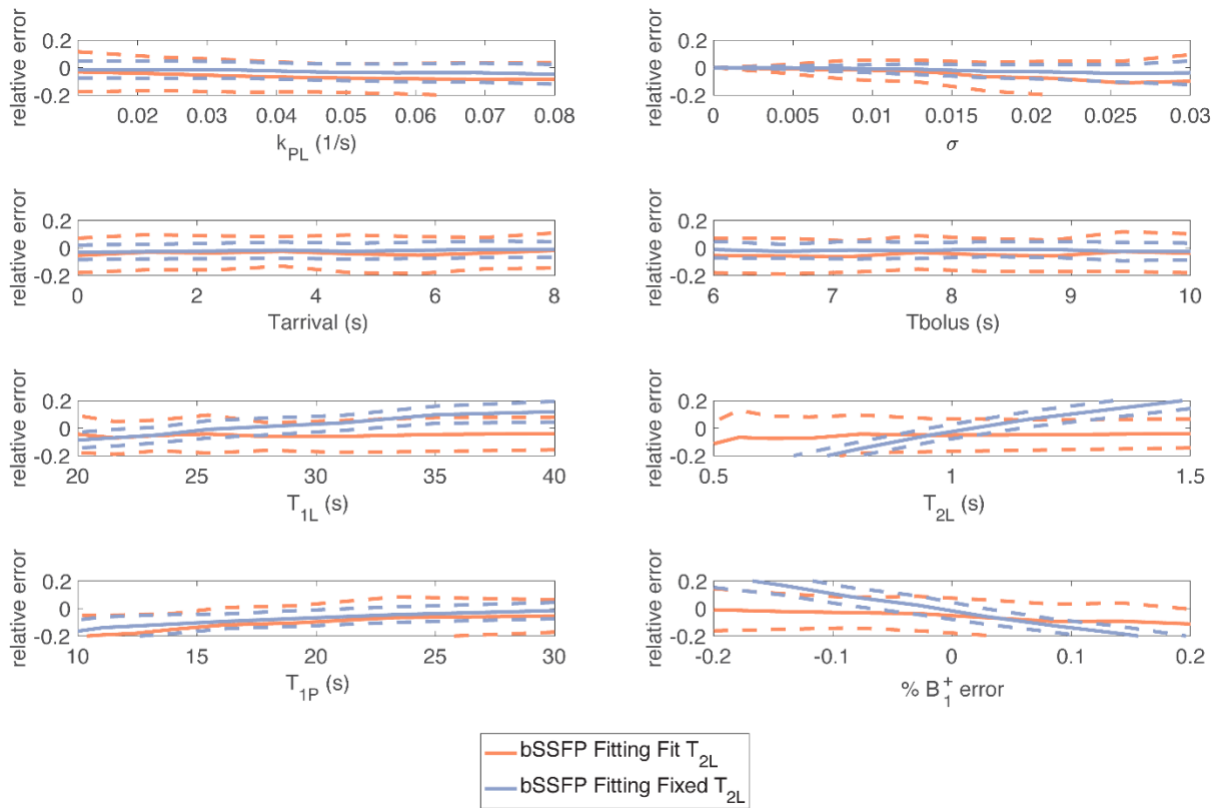 relative error
0.2
0
-0.2
0.02 0.03 0.04 0.05 0.06 0.07 0.08
k_PL (1/s)
relative error
0.2
0
-0.2
0 0.005 0.01 0.015 0.02 0.025 0.03
σ
relative error
0.2
0
-0.2
0 2 4 6 8
Tarrival (s)
relative error
0.2
0
-0.2
6 7 8 9 10
Tbolus (s)
relative error
0.2
0
-0.2
20 25 30 35 40
T_1L (s)
relative error
0.2
0
-0.2
0.5 1 1.5
T_2L (s)
relative error
0.2
0
-0.2
10 15 20 25 30
T_1P (s)
relative error
0.2
0
-0.2
-0.2 -0.1 0 0.1 0.2
% B_1^+ error
bSSFP Fitting Fit T_2L
bSSFP Fitting Fixed T_2L